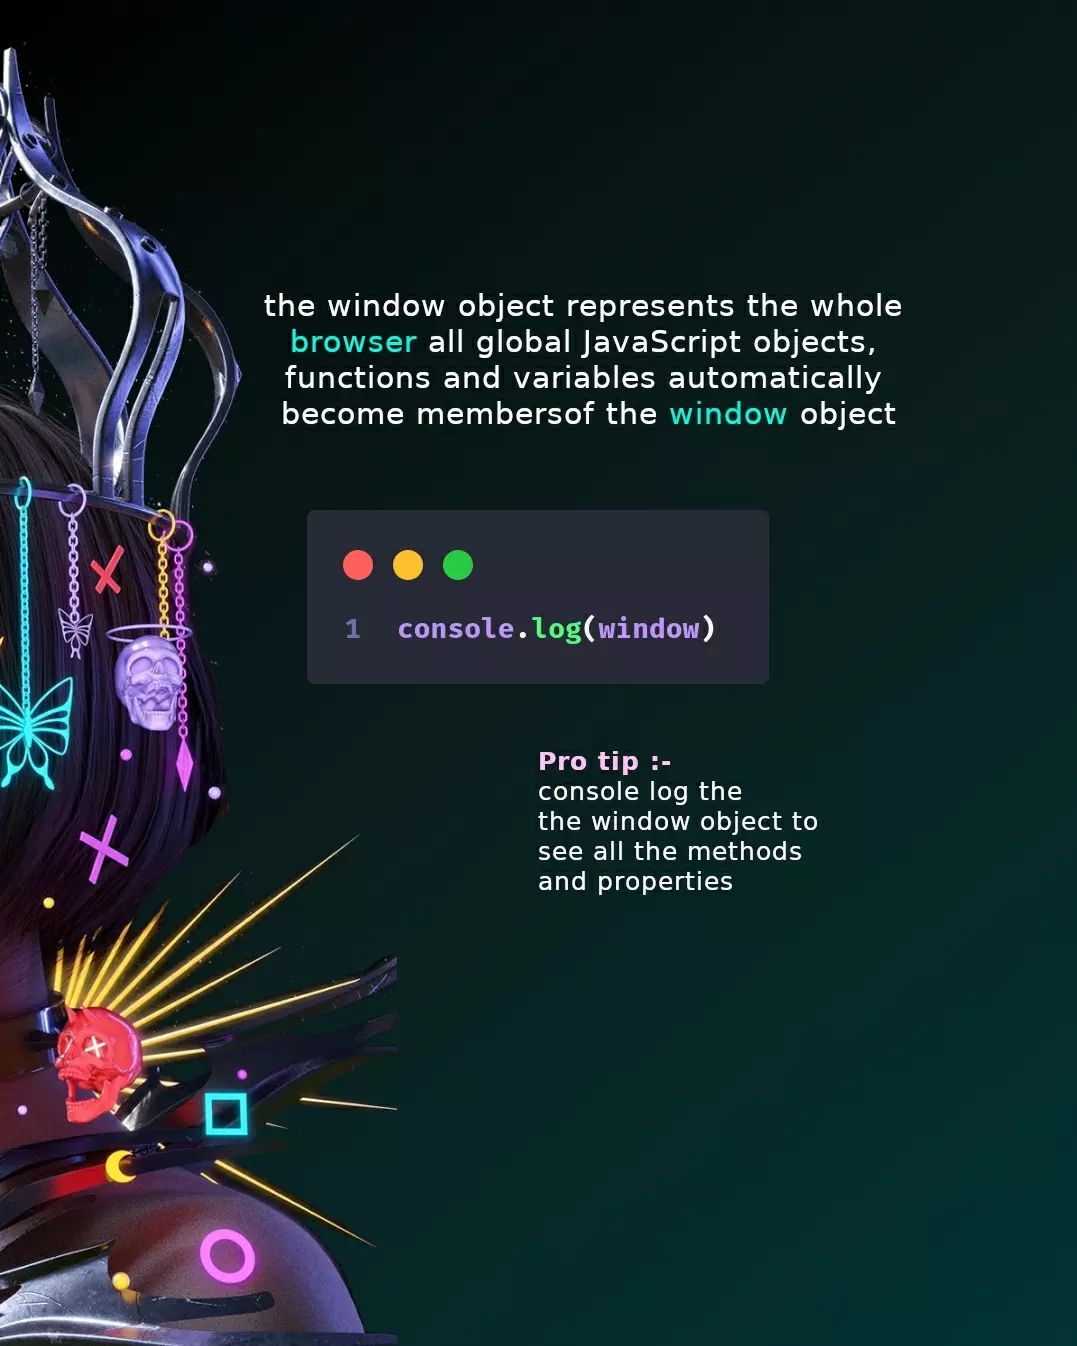 the window object represents the whole
browser all global JavaScript objects,
functions and variables automatically
become membersof the window object
1 console.log(window)
Pro tip :-
console log the
the window object to
see all the methods
and properties